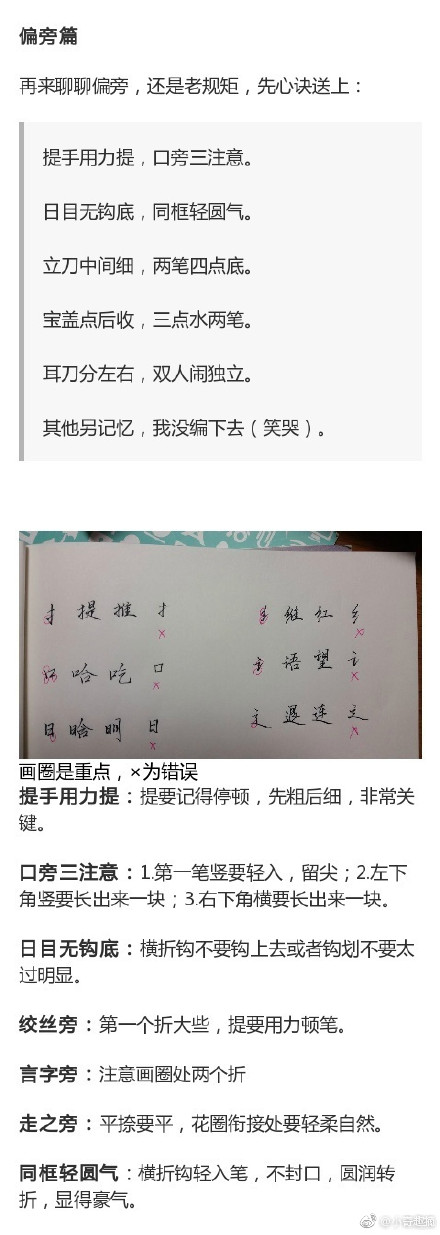 偏旁篇
再来聊聊偏旁，还是老规矩，先心诀送上：
提手用力提，口旁三注意。
日目无钩底，同框轻圆气。
立刀中间细，两笔四点底。
宝盖点后收，三点水两笔。
耳刀分左右，双人闹独立。
其他另记忆，我没编下去（笑哭）。
扌 提 推 扌
纟 维 红 纟
口 哈 吃 口
讠 语 望 讠
日 晗 明 日
辶 退 连 辶
画圈是重点，×为错误
提手用力提：提要记得停顿，先粗后细，非常关
键。
口旁三注意：1.第一笔竖要轻入，留尖；2.左下
角竖要长出来一块；3.右下角横要长出来一块。
日目无钩底：横折钩不要钩上去或者钩划不要太
过明显。
绞丝旁：第一个折大些，提要用力顿笔。
言字旁：注意画圈处两个折
走之旁：平捺要平，花圈衔接处要轻柔自然。
同框轻圆气：横折钩轻入笔，不封口，圆润转
折，显得豪气。